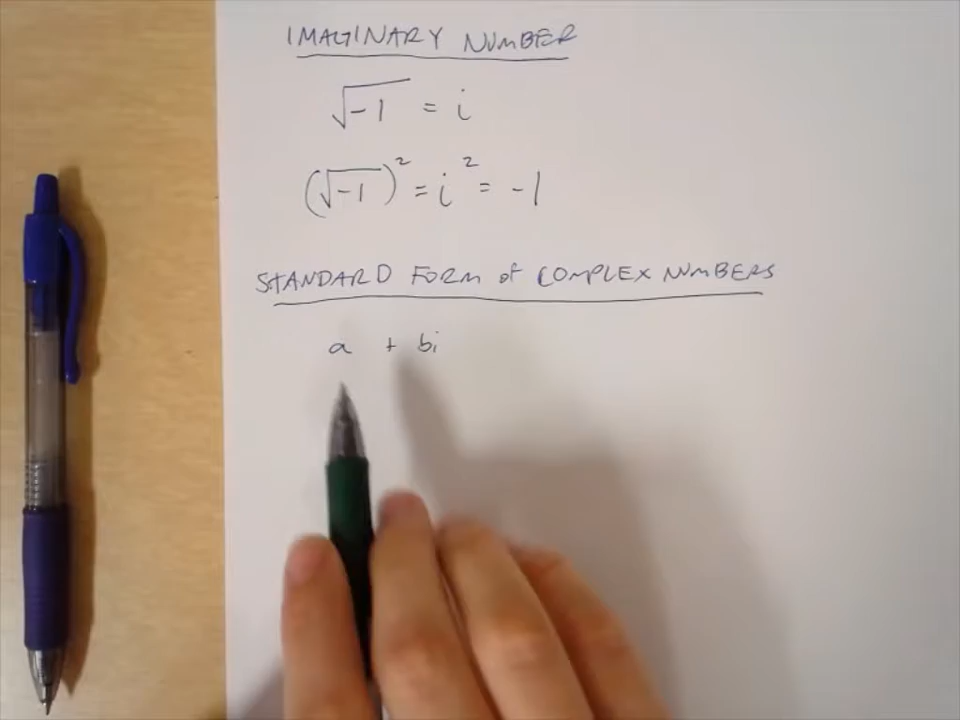 IMAGINARY NUMBER
√-1 = i
(√-1)² = i² = -1
STANDARD FORM of COMPLEX NUMBERS
a + bi